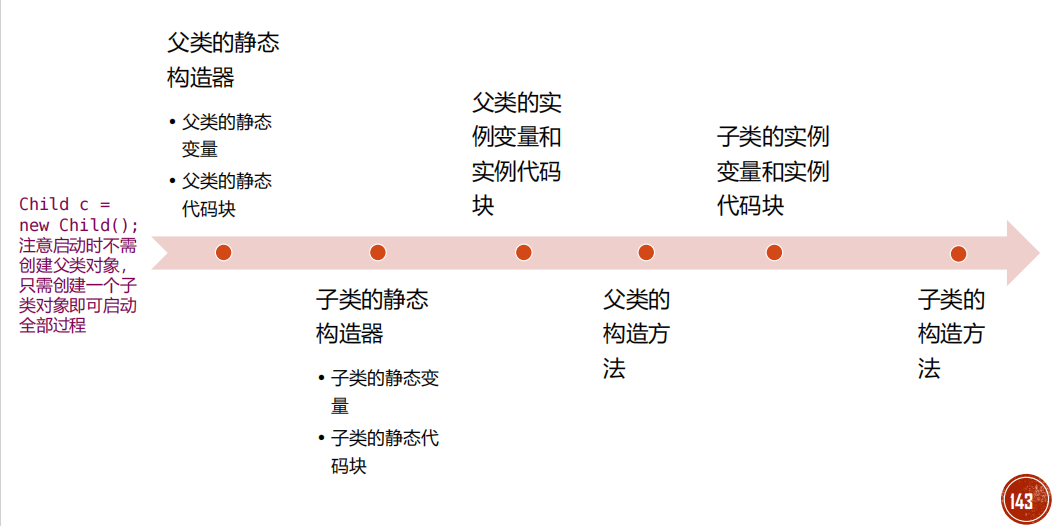 Child c =
new Child();
注意启动时不需
创建父类对象，
只需创建一个子
类对象即可启动
全部过程
父类的静态
构造器
• 父类的静态
变量
• 父类的静态
代码块
子类的静态
构造器
• 子类的静态变
量
• 子类的静态代
码块
父类的实
例变量和
实例代码
块
父类的
构造方
法
子类的实例
变量和实例
代码块
子类的
构造方
法
143